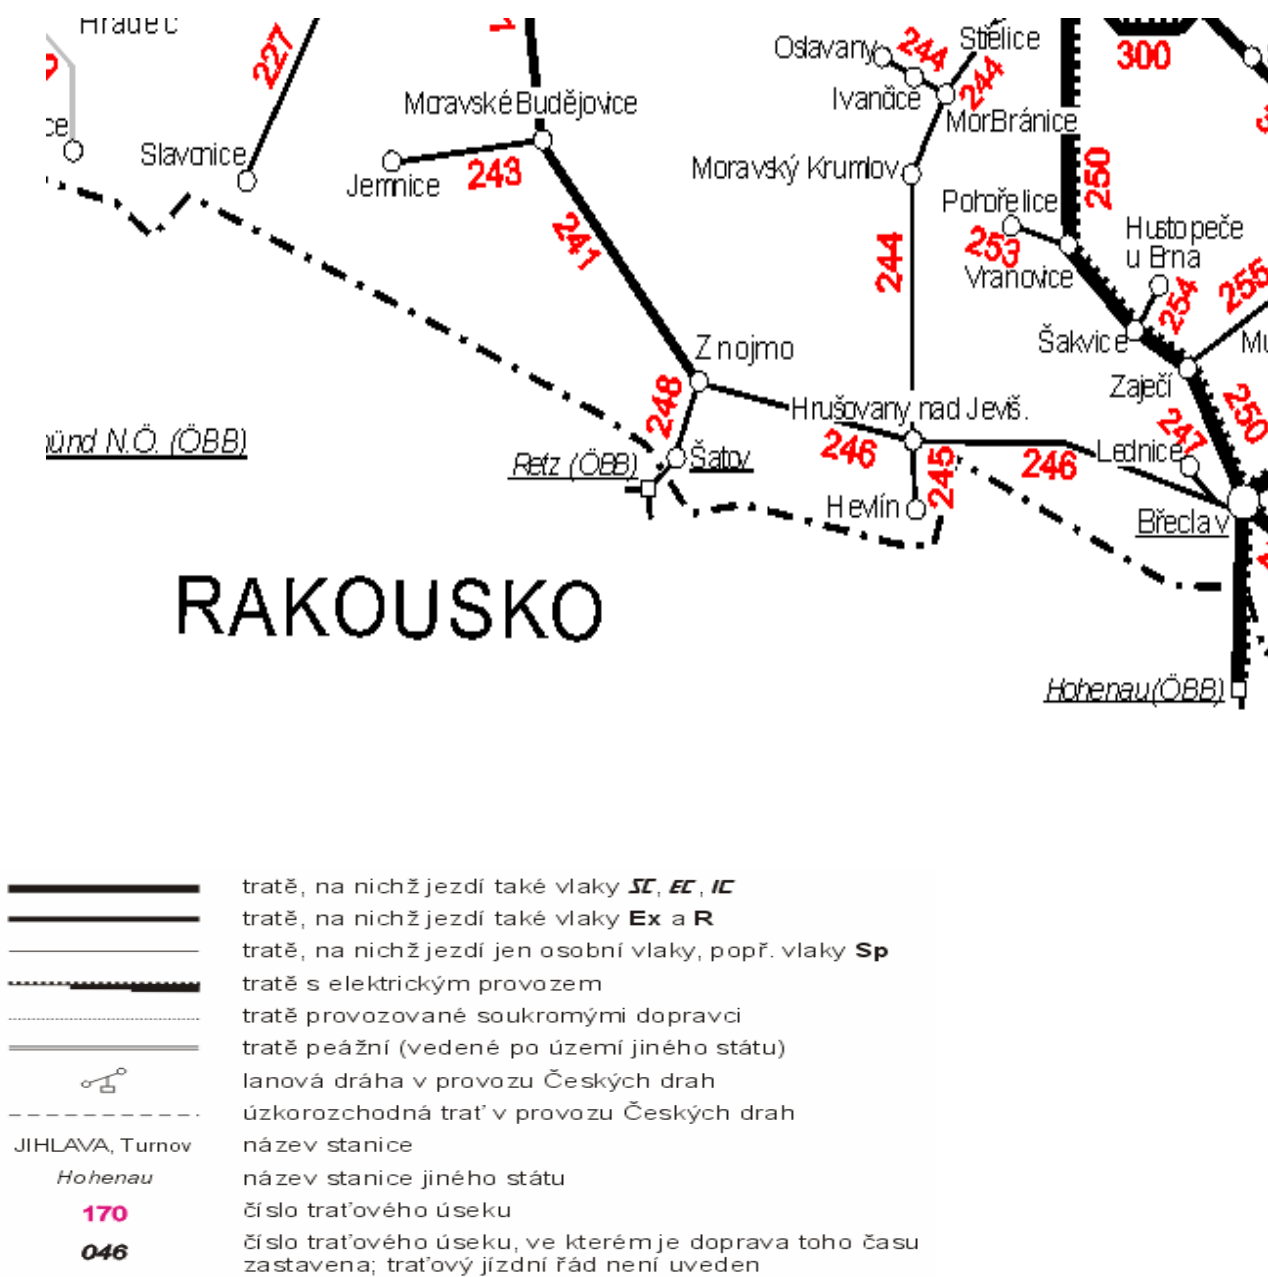 Hradec
227
Oslavany
244
Střelice
300
Moravské Budějovice
Ivančice
244
Mor.Bránice
Slavonice
Jemnice
243
Moravský Krumlov
250
Pohořelice
253
Hustopeče
u Brna
241
244
Vranovice
254
255
Šakvice
Znojmo
Zaječí
248
Hrušovany nad Jeviš.
250
247
246
246
Lednice
245
Retz (ÖBB)
Šatov
Hevlín
Břeclav
RAKOUSKO
Hohenau(ÖBB)
tratě, na nichž jezdí také vlaky SC, EC, IC
tratě, na nichž jezdí také vlaky Ex a R
tratě, na nichž jezdí jen osobní vlaky, popř. vlaky Sp
tratě s elektrickým provozem
tratě provozované soukromými dopravci
tratě peážní (vedené po území jiného státu)
lanová dráha v provozu Českých drah
úzkorozchodná trať v provozu Českých drah
JIHLAVA, Turnov název stanice
Hohenau název stanice jiného státu
170 číslo traťového úseku
046 číslo traťového úseku, ve kterém je doprava toho času
zastavena; traťový jízdní řád není uveden